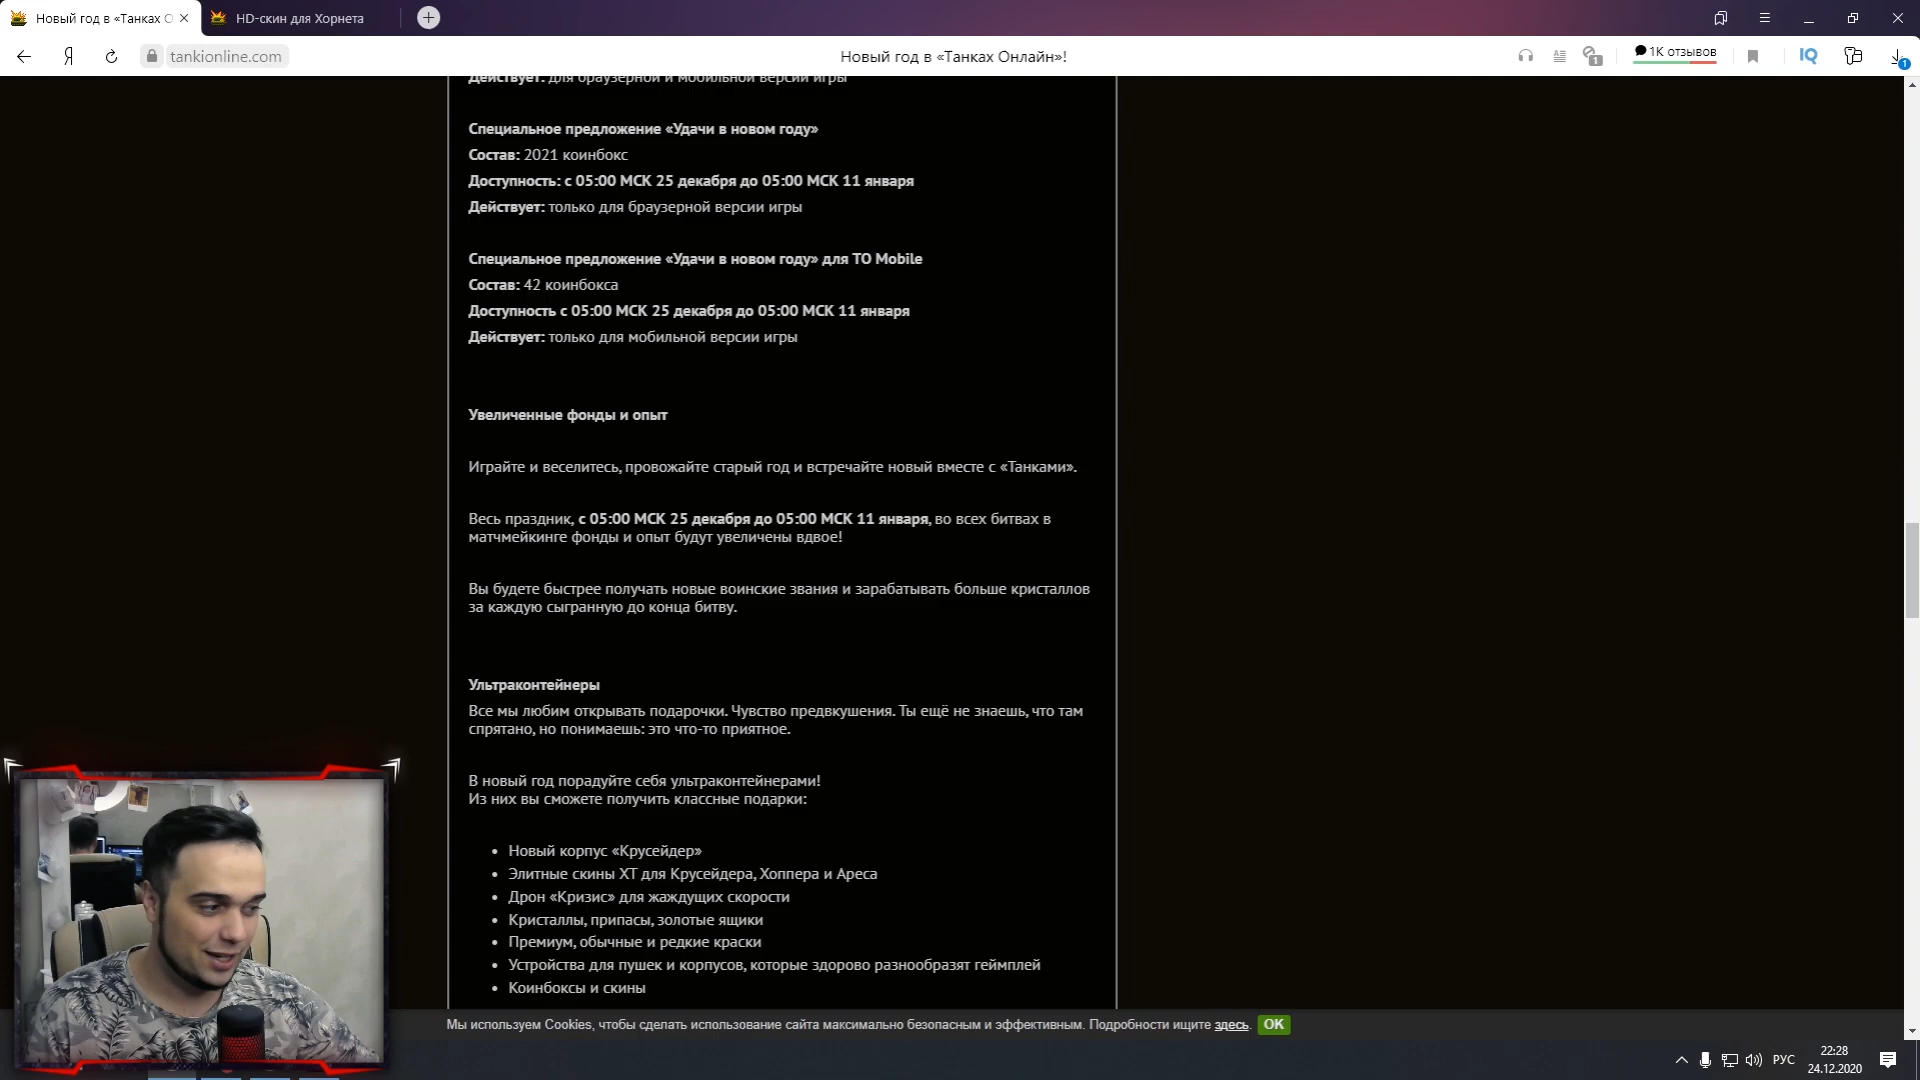 Новый год в «Танках О
HD-скин для Хорнета
Я
tankionline.com
Новый год в «Танках Онлайн»!
1
1К отзывов
IQ
1
Действует: для браузерной и мобильной версии игры
Специальное предложение «Удачи в новом году»
Состав: 2021 коинбокс
Доступность: с 05:00 МСК 25 декабря до 05:00 МСК 11 января
Действует: только для браузерной версии игры
Специальное предложение «Удачи в новом году» для ТО Mobile
Состав: 42 коинбокса
Доступность с 05:00 МСК 25 декабря до 05:00 МСК 11 января
Действует: только для мобильной версии игры
Увеличенные фонды и опыт
Играйте и веселитесь, провожайте старый год и встречайте новый вместе с «Танками».
Весь праздник, с 05:00 МСК 25 декабря до 05:00 МСК 11 января, во всех битвах в
матчмейкинге фонды и опыт будут увеличены вдвое!
Вы будете быстрее получать новые воинские звания и зарабатывать больше кристаллов
за каждую сыгранную до конца битву.
Ультраконтейнеры
Все мы любим открывать подарочки. Чувство предвкушения. Ты ещё не знаешь, что там
спрятано, но понимаешь: это что-то приятное.
В новый год порадуйте себя ультраконтейнерами!
Из них вы сможете получить классные подарки:
• Новый корпус «Крусейдер»
• Элитные скины ХТ для Крусейдера, Хоппера и Ареса
• Дрон «Кризис» для жаждущих скорости
• Кристаллы, припасы, золотые ящики
• Премиум, обычные и редкие краски
• Устройства для пушек и корпусов, которые здорово разнообразят геймплей
• Коинбоксы и скины
Мы используем Cookies, чтобы сделать использование сайта максимально безопасным и эффективным. Подробности ищите здесь. OK
РУС
22:28
24.12.2020